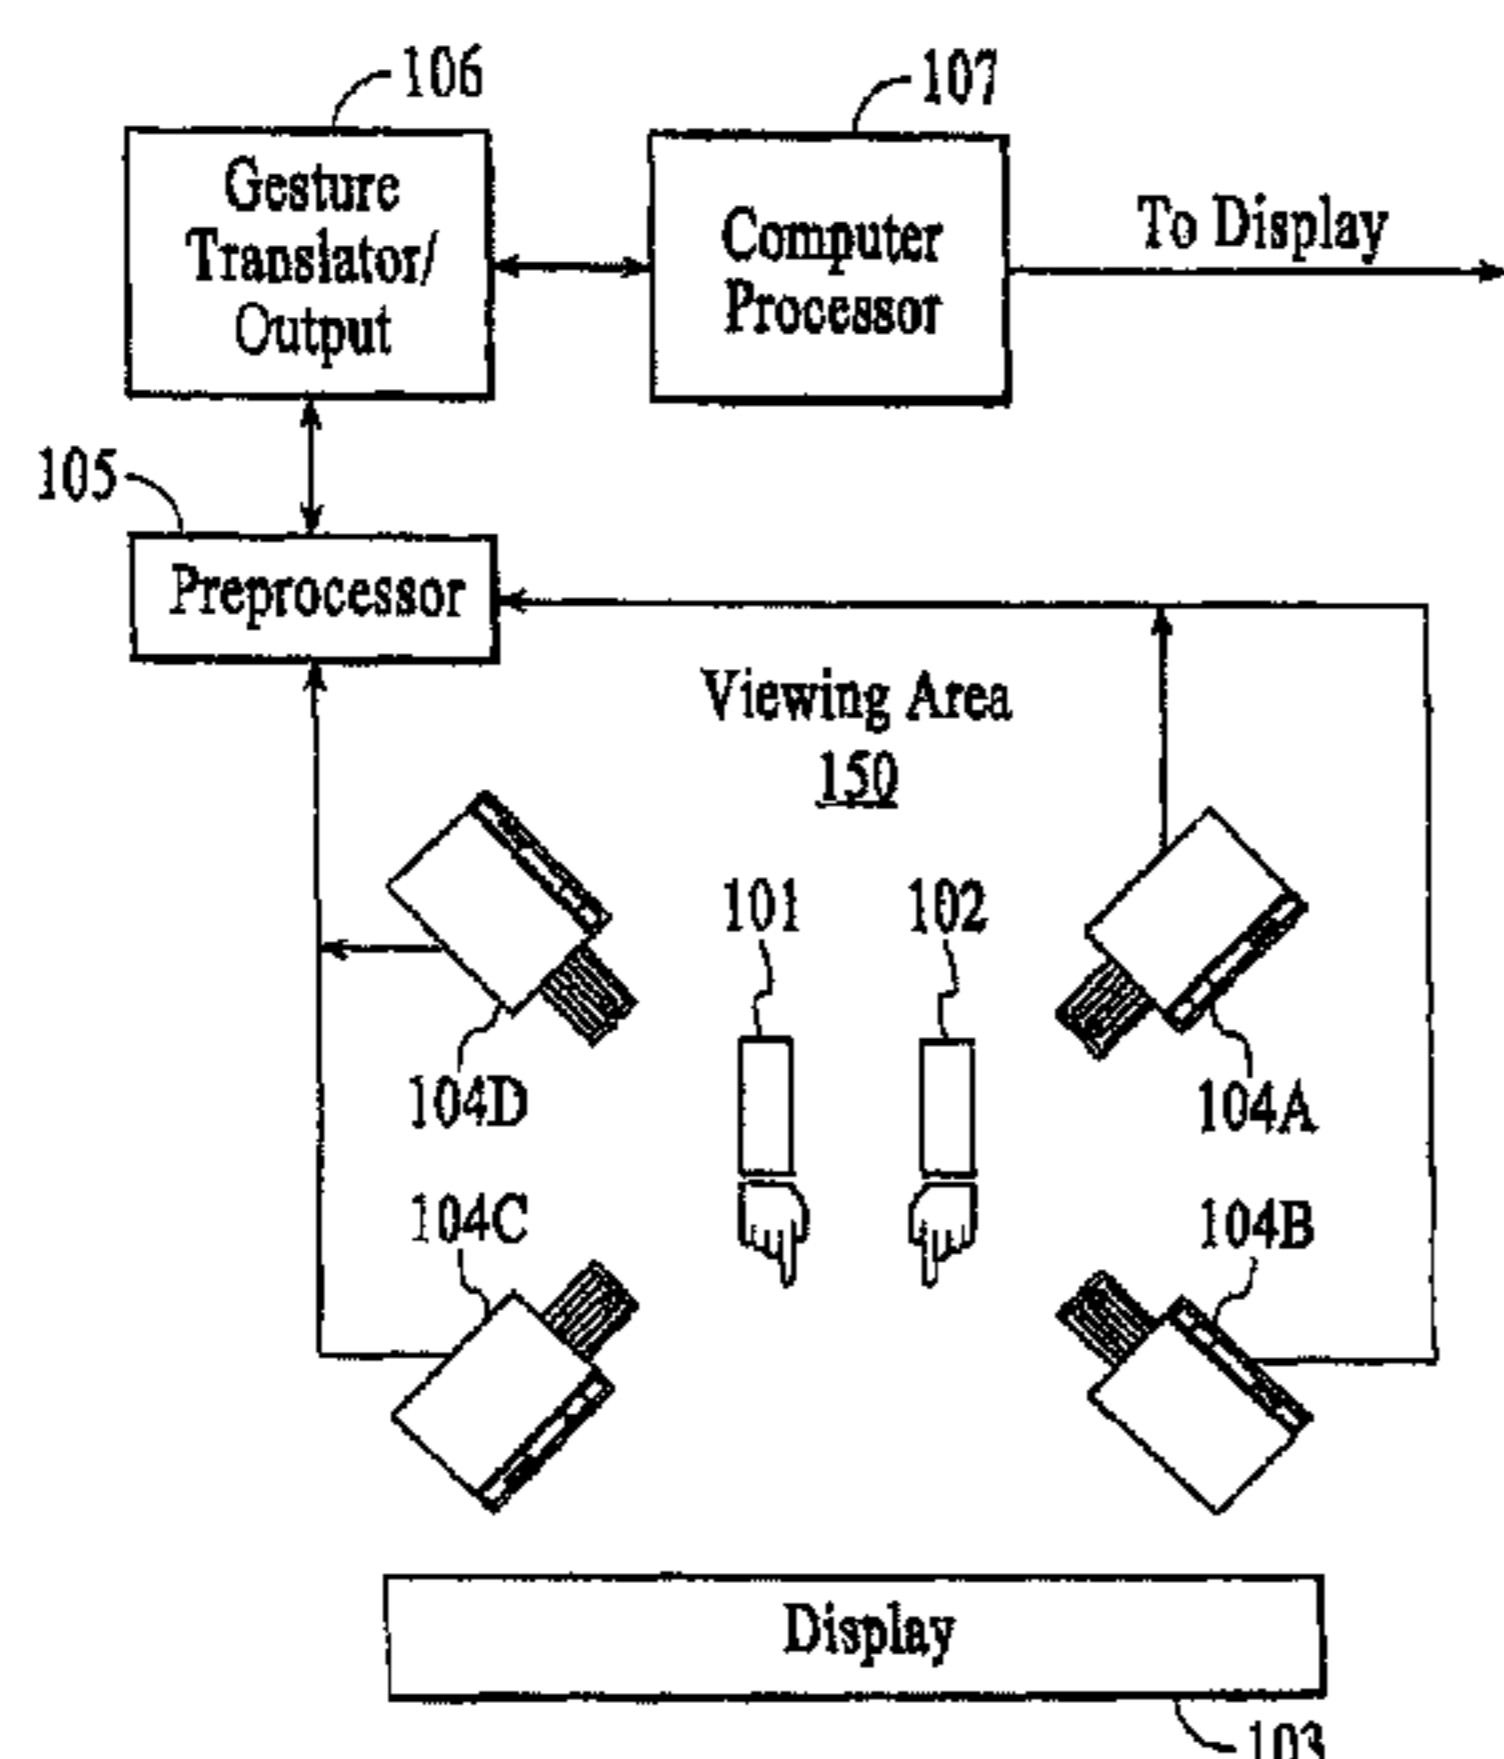 106
107
Gesture
Translator/
Output
Computer
Processor
To Display
105
Preprocessor
Viewing Area
150
101
102
104D
104A
104C
104B
Display
103